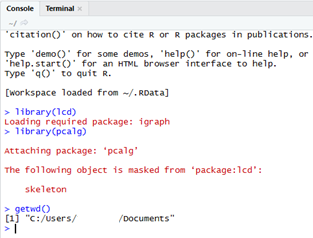 Console Terminal ×
~/
'citation()' on how to cite R or R packages in publications.
Type 'demo()' for some demos, 'help()' for on-line help, or
'help.start()' for an HTML browser interface to help.
Type 'q()' to quit R.
[Workspace loaded from ~/.RData]
> library(lcd)
Loading required package: igraph
> library(pcalg)
Attaching package: ‘pcalg’
The following object is masked from ‘package:lcd’:
skeleton
> getwd()
[1] "C:/Users/ /Documents"
>